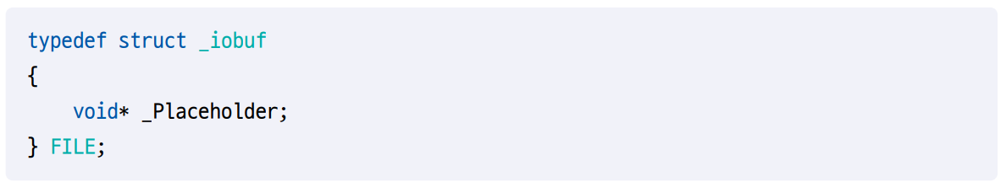 typedef struct _iobuf
{
    void* _Placeholder;
} FILE;